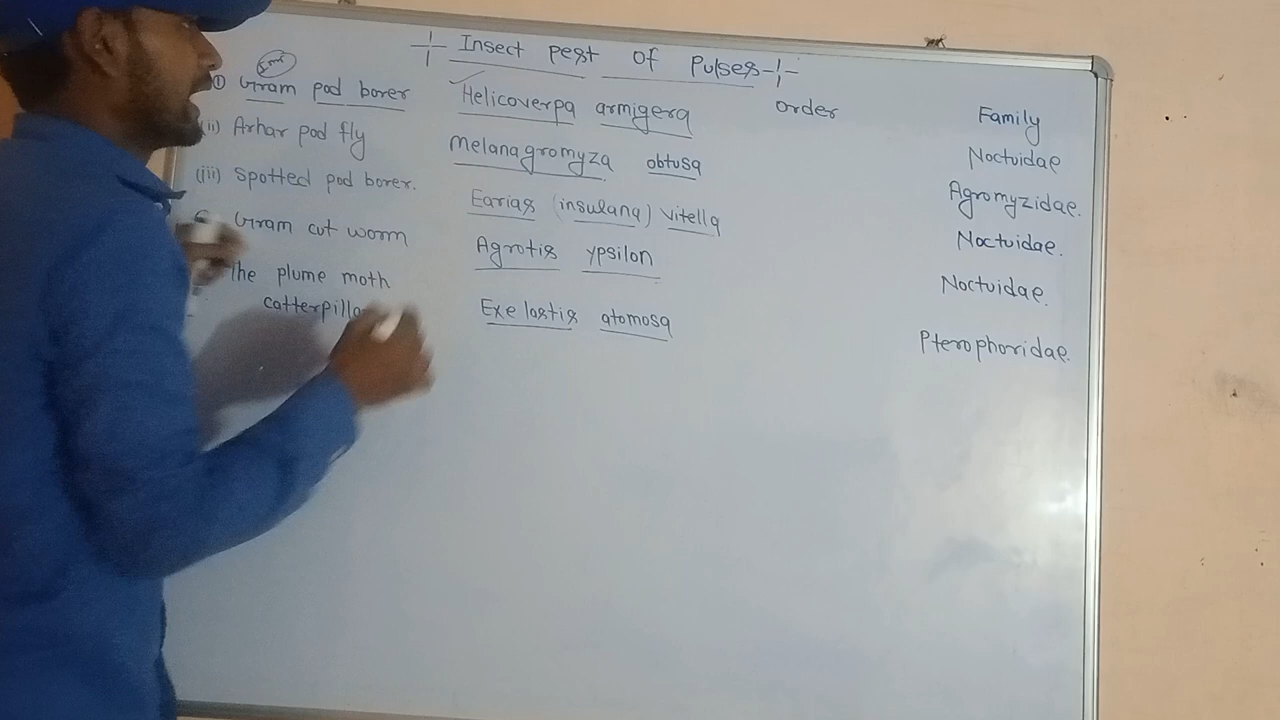 -:- Insect pest of Pulses -:-
Imp
① Gram pod borer Helicoverpa armigera order Family
Noctuidae
(ii) Arhar pod fly Melanagromyza obtusa
Agromyzidae.
(iii) Spotted pod borer. Earias (insulana) vitella
Noctuidae.
Gram cut worm Agrotis ypsilon
Noctuidae.
The plume moth
catterpilla Exelastis atomosa
Pterophoridae.